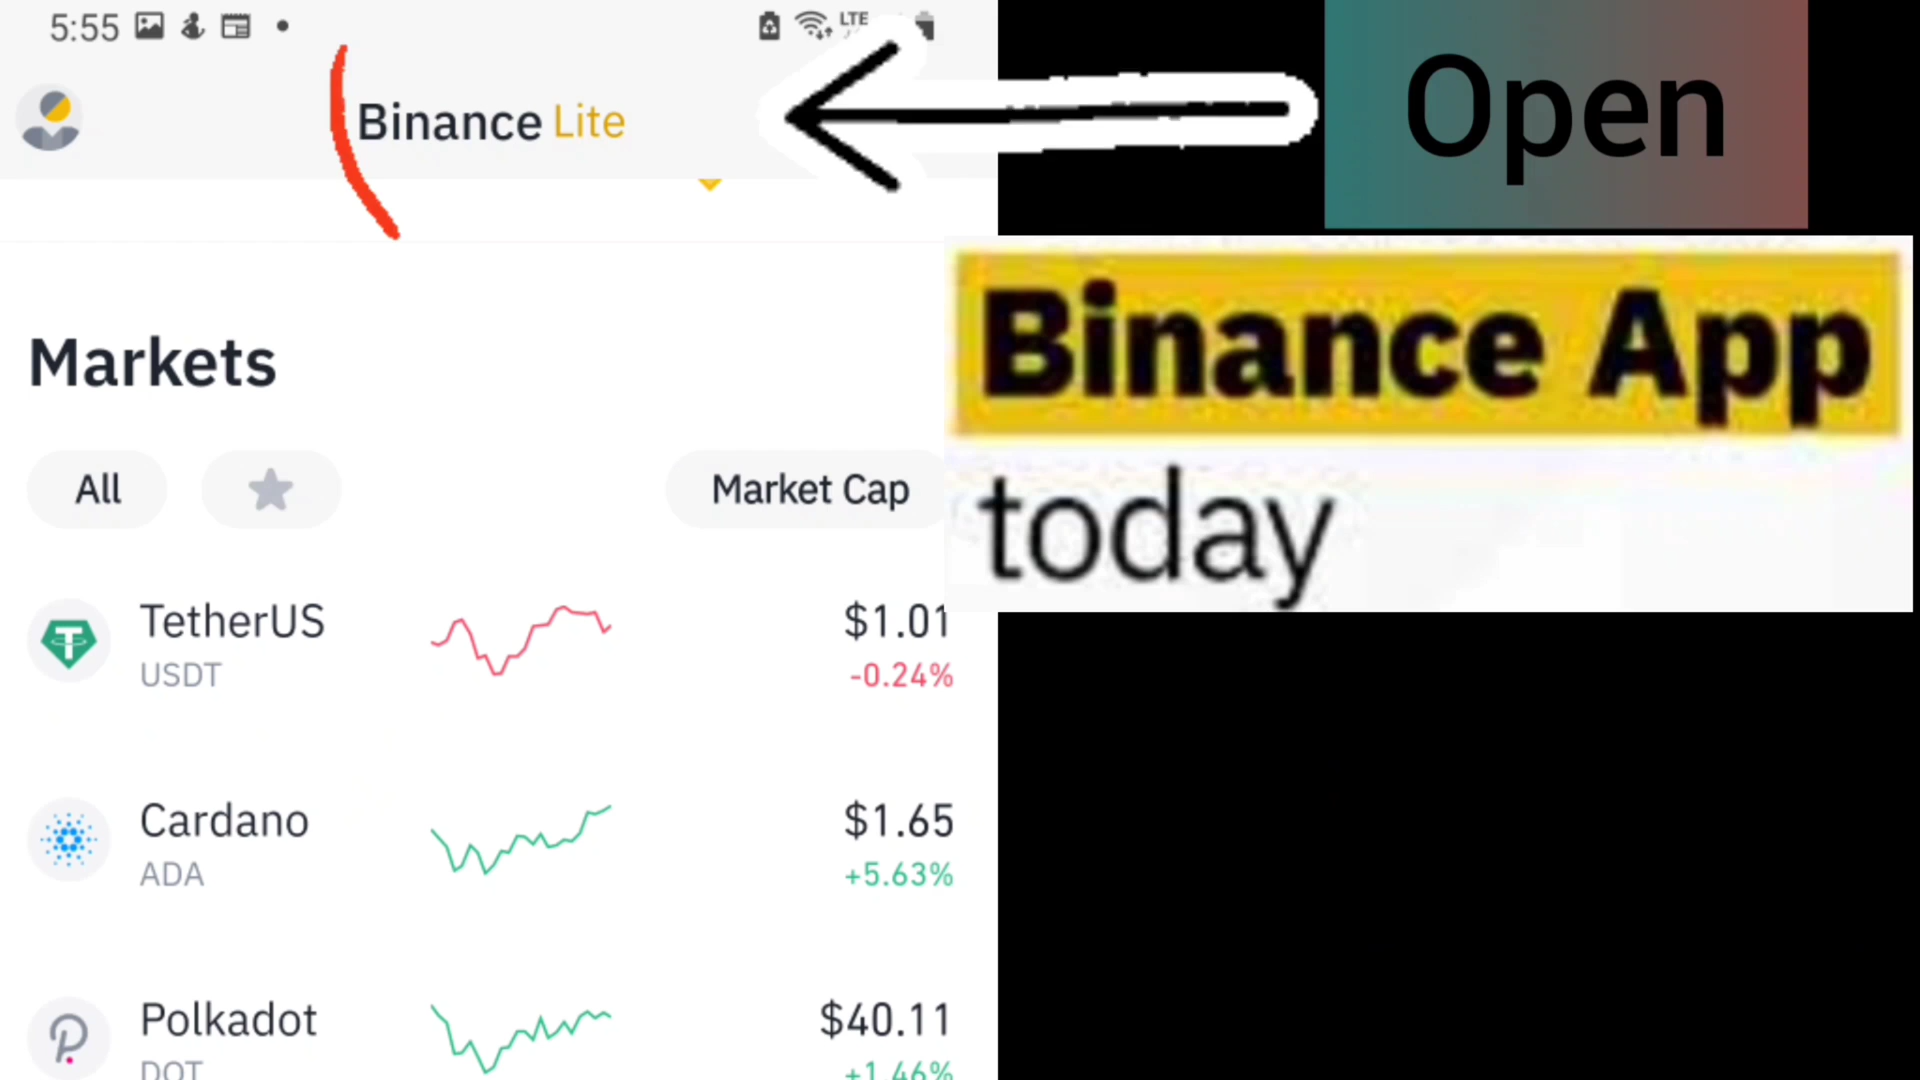 5:55
LTE
Open
Binance Lite
Binance App
today
Markets
All
Market Cap
TetherUS
$1.01
USDT
-0.24%
Cardano
$1.65
ADA
+5.63%
Polkadot
$40.11
DOT
+1.46%